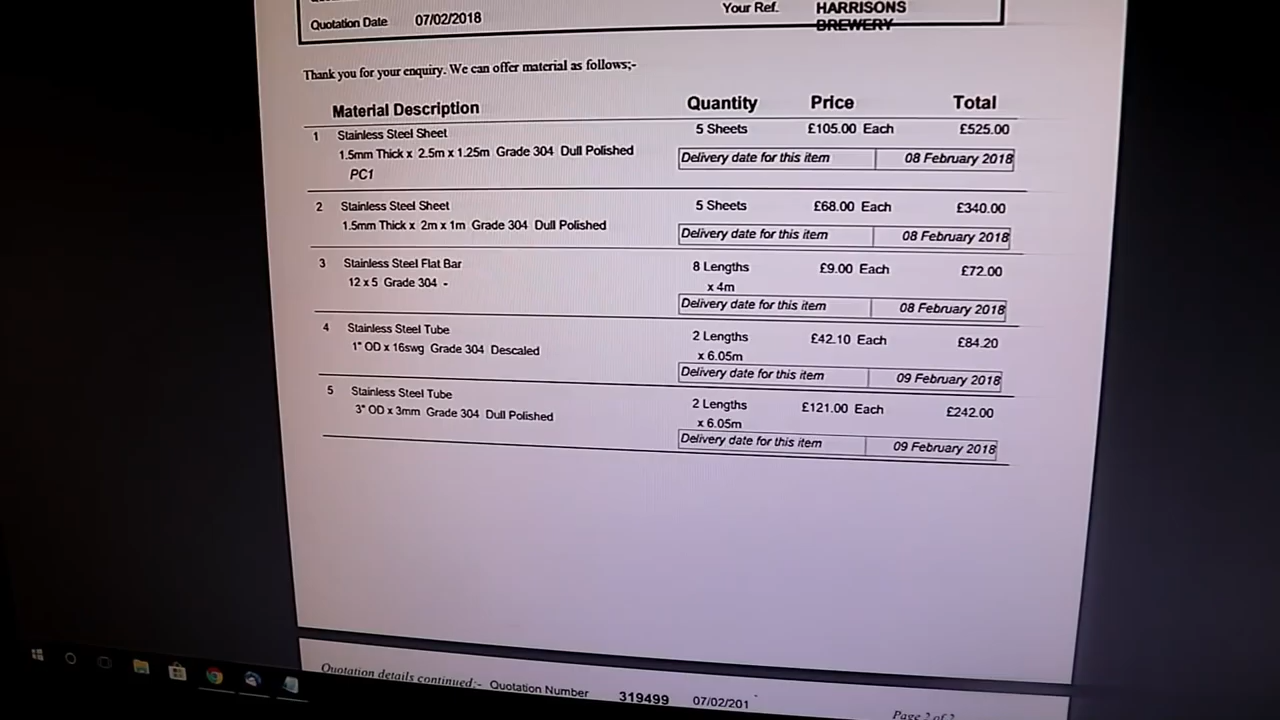 Quotation Date 07/02/2018 Your Ref. HARRISONS
BREWERY
Thank you for your enquiry. We can offer material as follows;-
Material Description Quantity Price Total
1 Stainless Steel Sheet 5 Sheets £105.00 Each £525.00
1.5mm Thick x 2.5m x 1.25m Grade 304 Dull Polished Delivery date for this item 08 February 2018
PC1
2 Stainless Steel Sheet 5 Sheets £68.00 Each £340.00
1.5mm Thick x 2m x 1m Grade 304 Dull Polished Delivery date for this item 08 February 2018
3 Stainless Steel Flat Bar 8 Lengths £9.00 Each £72.00
12 x 5 Grade 304 - x 4m
Delivery date for this item 08 February 2018
4 Stainless Steel Tube 2 Lengths £42.10 Each £84.20
1" OD x 16swg Grade 304 Descaled x 6.05m
Delivery date for this item 09 February 2018
5 Stainless Steel Tube 2 Lengths £121.00 Each £242.00
3" OD x 3mm Grade 304 Dull Polished x 6.05m
Delivery date for this item 09 February 2018
Quotation details continued:- Quotation Number 319499 07/02/201
Page 2 of 2